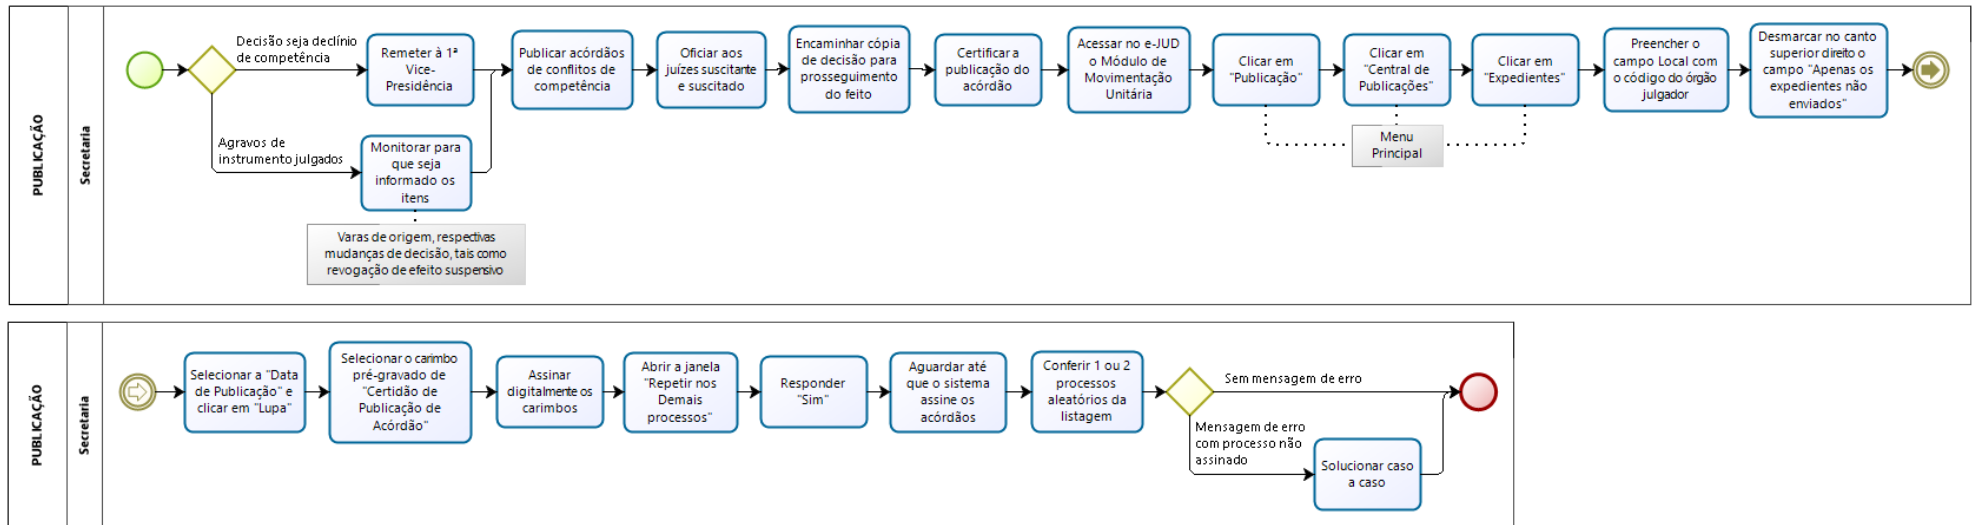 PUBLICAÇÃO
Secretaria
Decisão seja declínio
de competência
Remeter à 1ª
Vice-
Presidência
Agravos de
instrumento julgados
Monitorar para
que seja
informado os
itens
Varas de origem, respectivas
mudanças de decisão, tais como
revogação de efeito suspensivo
Publicar acórdãos
de conflitos de
competência
Oficiar aos
juízes suscitante
e suscitado
Encaminhar cópia
de decisão para
prosseguimento
do feito
Certificar a
publicação do
acórdão
Acessar no e-JUD
o Módulo de
Movimentação
Unitária
Clicar em
"Publicação"
Clicar em
"Central de
Publicações"
Clicar em
"Expedientes"
Menu
Principal
Preencher o
campo Local com
o código do órgão
julgador
Desmarcar no canto
superior direito o
campo "Apenas os
expedientes não
enviados"
PUBLICAÇÃO
Secretaria
Selecionar a "Data
de Publicação" e
clicar em "Lupa"
Selecionar o carimbo
pré-gravado de
"Certidão de
Publicação de
Acórdão"
Assinar
digitalmente os
carimbos
Abrir a janela
"Repetir nos
Demais
processos"
Responder
"Sim"
Aguardar até
que o sistema
assine os
acórdãos
Conferir 1 ou 2
processos
aleatórios da
listagem
Sem mensagem de erro
Mensagem de erro
com processo não
assinado
Solucionar caso
a caso